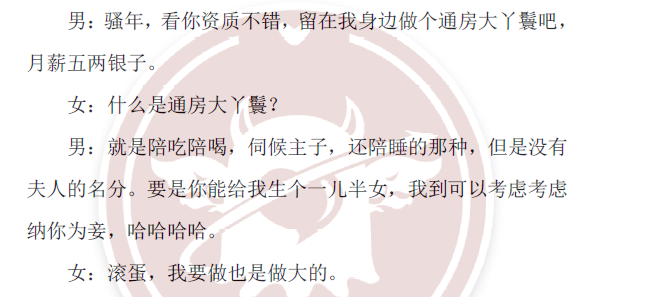 男：骚年，看你资质不错，留在我身边做个通房大丫鬟吧，
月薪五两银子。
女：什么是通房大丫鬟？
男：就是陪吃陪喝，伺候主子，还陪睡的那种，但是没有
夫人的名分。要是你能给我生个一儿半女，我到可以考虑考虑
纳你为妾，哈哈哈哈。
女：滚蛋，我要做也是做大的。